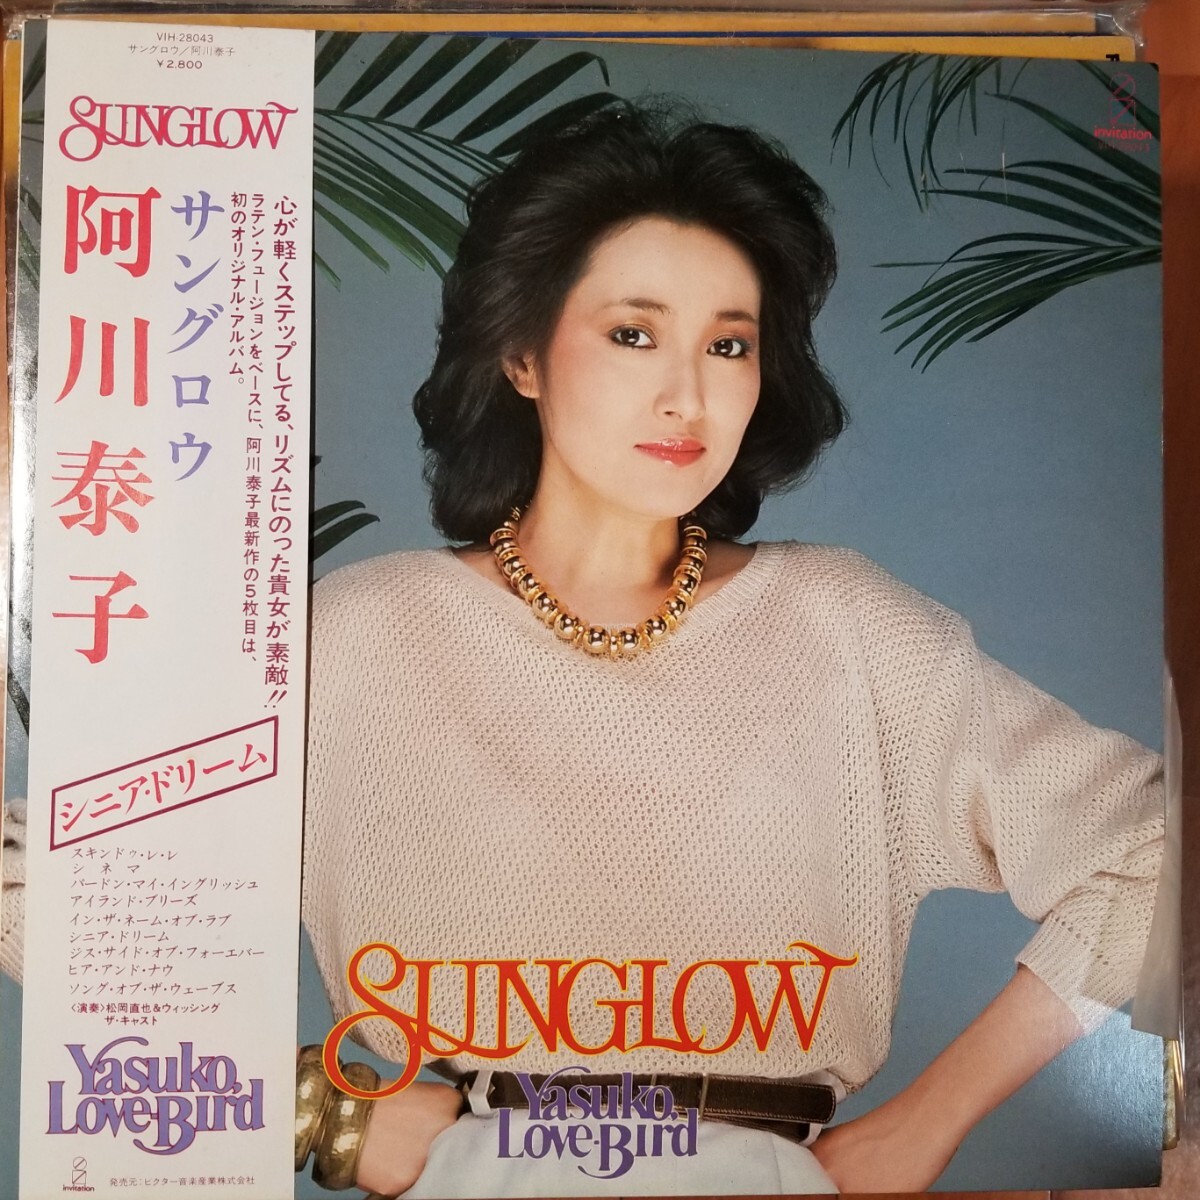 VIH-28043
サングロウ／阿川泰子
￥2,800
SUNGLOW
サングロウ
阿川泰子
心が軽くステップしてる、リズムにのった貴女が素敵!!
ラテン・フュージョンをベースに、阿川泰子最新作の5枚目は、
初のオリジナル・アルバム。
シニア・ドリーム
スキンドゥ・レ・レ
シネマ
パードン・マイ・イングリッシュ
アイランド・ブリーズ
イン・ザ・ネーム・オブ・ラブ
シニア・ドリーム
ジス・サイド・オブ・フォーエバー
ヒア・アンド・ナウ
ソング・オブ・ザ・ウェーブス
〈演奏〉松岡直也&ウィッシング
ザ・キャスト
Yasuko,
Love-Bird
invitation
発売元:ビクター音楽産業株式会社
invitation
VIH-28043
SUNGLOW
Yasuko,
Love-Bird